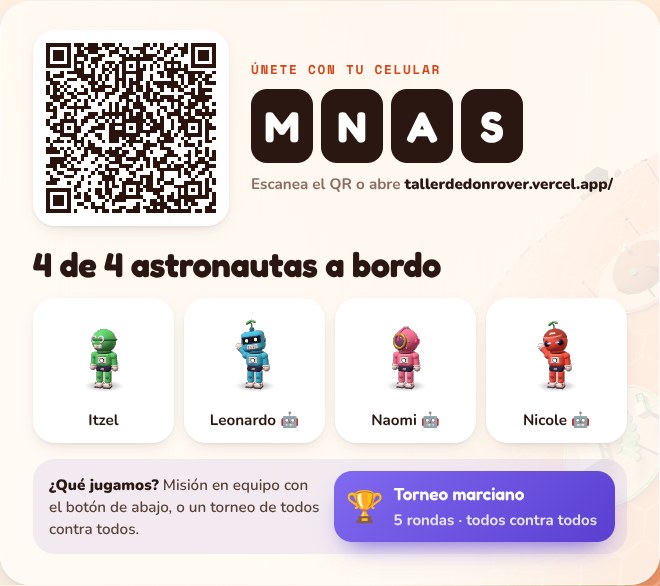 ÚNETE CON TU CELULAR
M N A S
Escanea el QR o abre tallerdedonrover.vercel.app/
4 de 4 astronautas a bordo
Itzel
Leonardo 🤖
Naomi 🤖
Nicole 🤖
¿Qué jugamos? Misión en equipo con
el botón de abajo, o un torneo de todos
contra todos.
Torneo marciano
5 rondas · todos contra todos